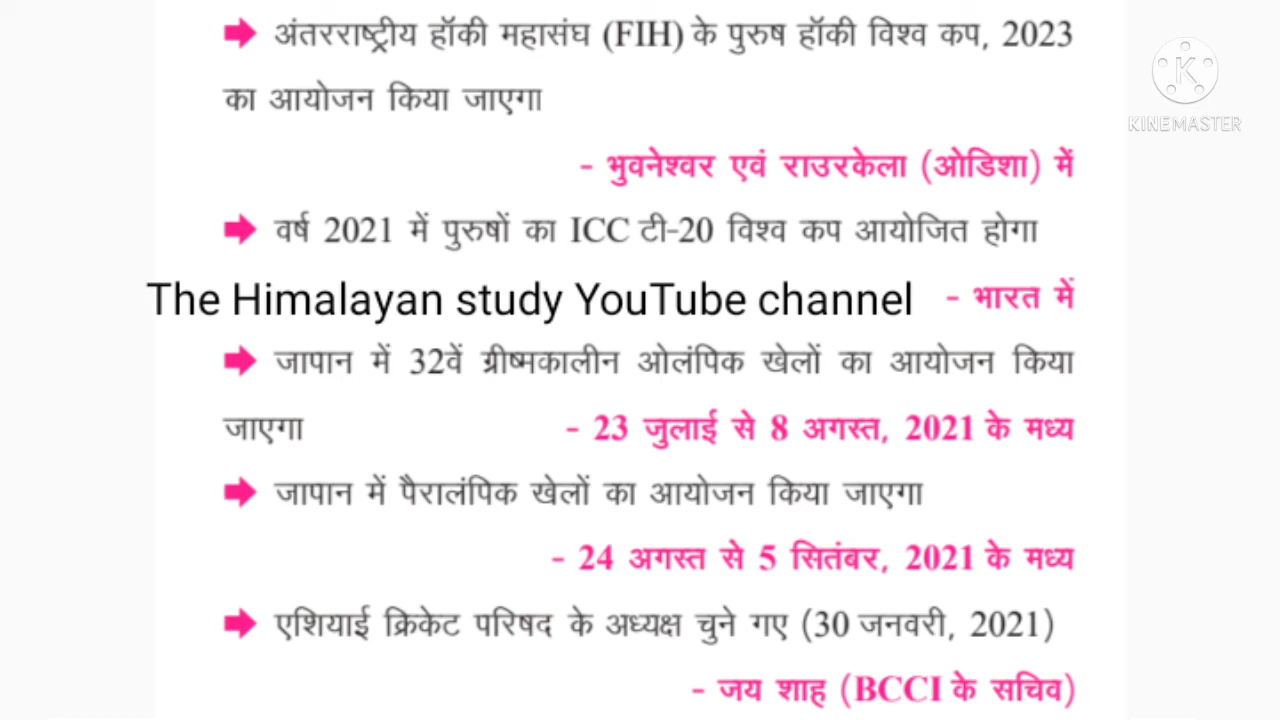 ➡ अंतरराष्ट्रीय हॉकी महासंघ (FIH) के पुरुष हॉकी विश्व कप, 2023
का आयोजन किया जाएगा
- भुवनेश्वर एवं राउरकेला (ओडिशा) में
➡ वर्ष 2021 में पुरुषों का ICC टी-20 विश्व कप आयोजित होगा
The Himalayan study YouTube channel - भारत में
➡ जापान में 32वें ग्रीष्मकालीन ओलंपिक खेलों का आयोजन किया
जाएगा - 23 जुलाई से 8 अगस्त, 2021 के मध्य
➡ जापान में पैरालंपिक खेलों का आयोजन किया जाएगा
- 24 अगस्त से 5 सितंबर, 2021 के मध्य
➡ एशियाई क्रिकेट परिषद के अध्यक्ष चुने गए (30 जनवरी, 2021)
- जय शाह (BCCI के सचिव)
K
KINEMASTER